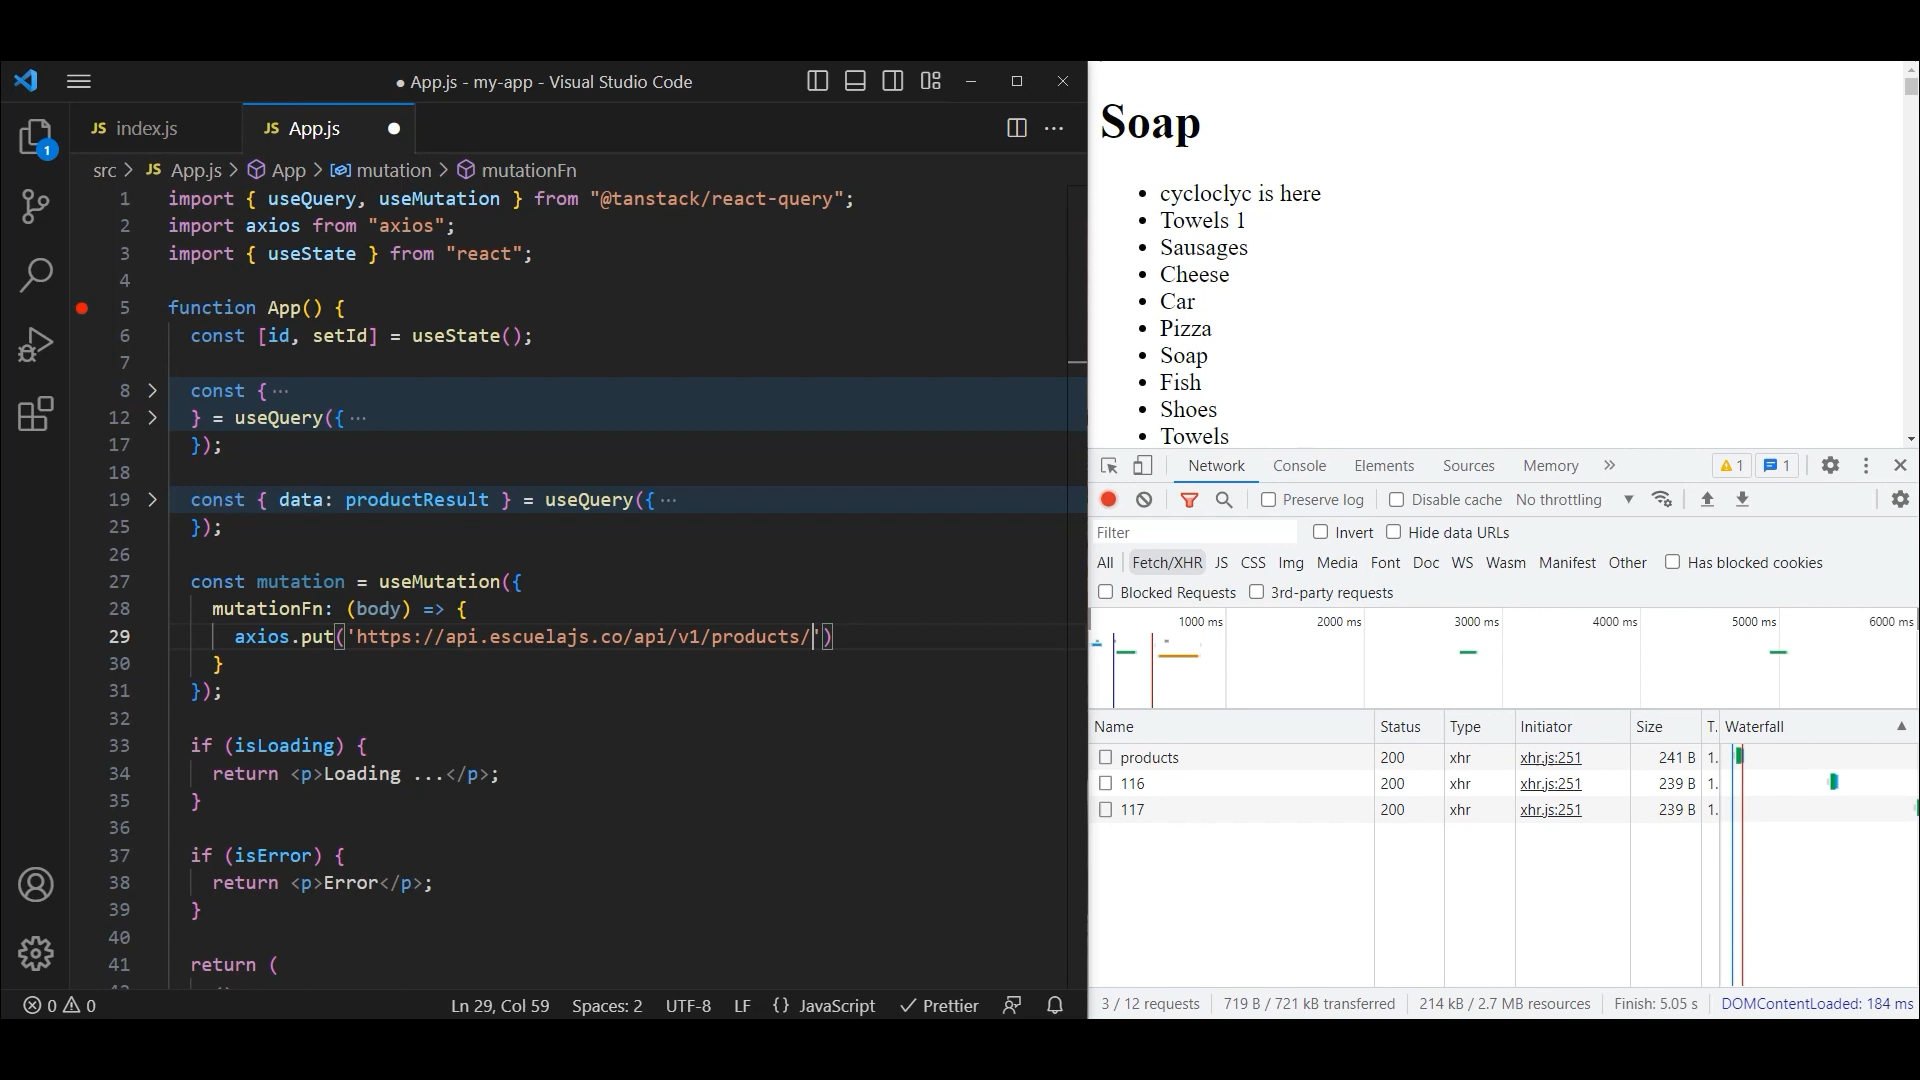 ● App.js - my-app - Visual Studio Code
JS index.js
JS App.js
1
src > JS App.js > App > mutation > mutationFn
1 import { useQuery, useMutation } from "@tanstack/react-query";
2 import axios from "axios";
3 import { useState } from "react";
4
5 function App() {
6 const [id, setId] = useState();
7
8 const {···
12 } = useQuery({···
17 });
18
19 const { data: productResult } = useQuery({···
25 });
26
27 const mutation = useMutation({
28 mutationFn: (body) => {
29 axios.put('https://api.escuelajs.co/api/v1/products/')
30 }
31 });
32
33 if (isLoading) {
34 return <p>Loading ...</p>;
35 }
36
37 if (isError) {
38 return <p>Error</p>;
39 }
40
41 return (
0 0
Ln 29, Col 59 Spaces: 2 UTF-8 LF {} JavaScript Prettier
Soap
• cycloclyc is here
• Towels 1
• Sausages
• Cheese
• Car
• Pizza
• Soap
• Fish
• Shoes
• Towels
Network Console Elements Sources Memory » 1 1
Preserve log Disable cache No throttling
Filter Invert Hide data URLs
All Fetch/XHR JS CSS Img Media Font Doc WS Wasm Manifest Other Has blocked cookies
Blocked Requests 3rd-party requests
1000 ms 2000 ms 3000 ms 4000 ms 5000 ms 6000 ms
Name Status Type Initiator Size T. Waterfall
products 200 xhr xhr.js:251 241 B 1.
116 200 xhr xhr.js:251 239 B 1.
117 200 xhr xhr.js:251 239 B 1.
3 / 12 requests 719 B / 721 kB transferred 214 kB / 2.7 MB resources Finish: 5.05 s DOMContentLoaded: 184 ms